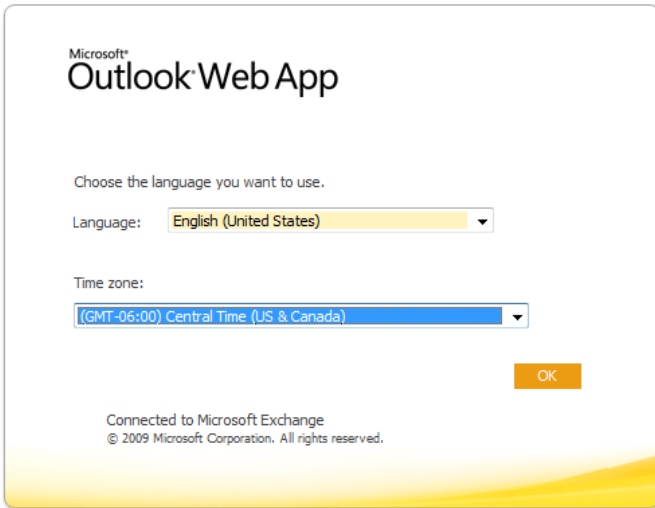 Microsoft®
Outlook® Web App
Choose the language you want to use.
Language: English (United States)
Time zone:
(GMT-06:00) Central Time (US & Canada)
OK
Connected to Microsoft Exchange
© 2009 Microsoft Corporation. All rights reserved.